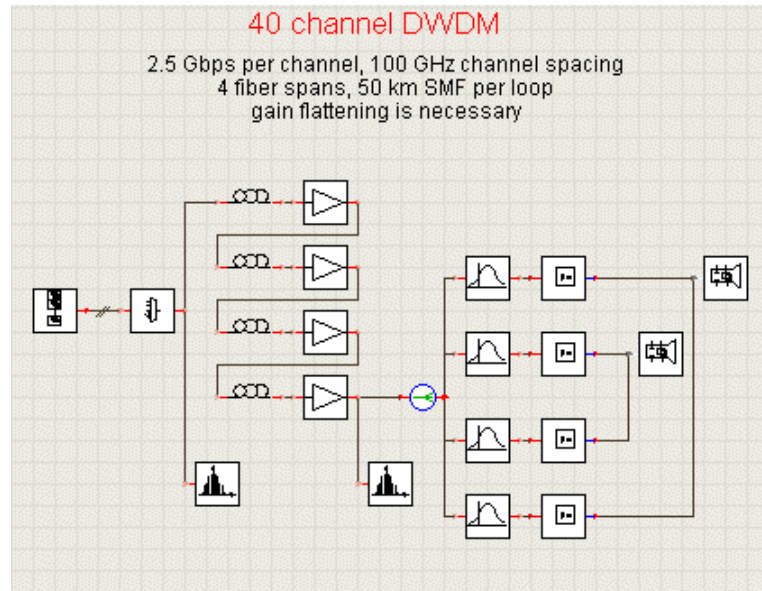 40 channel DWDM
2.5 Gbps per channel, 100 GHz channel spacing
4 fiber spans, 50 km SMF per loop
gain flattening is necessary